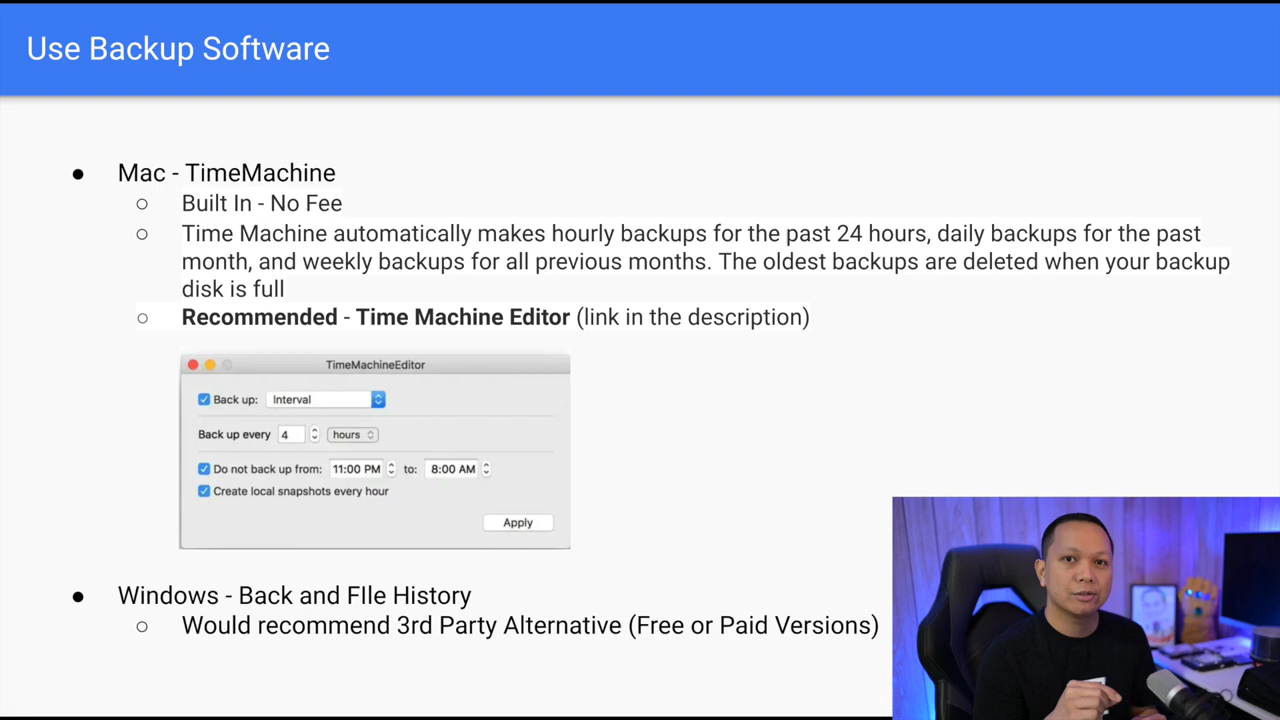 Use Backup Software
● Mac - TimeMachine
○ Built In - No Fee
○ Time Machine automatically makes hourly backups for the past 24 hours, daily backups for the past
month, and weekly backups for all previous months. The oldest backups are deleted when your backup
disk is full
○ Recommended - Time Machine Editor (link in the description)
TimeMachineEditor
Back up: Interval
Back up every 4 hours
Do not back up from: 11:00 PM to: 8:00 AM
Create local snapshots every hour
Apply
● Windows - Back and FIle History
○ Would recommend 3rd Party Alternative (Free or Paid Versions)